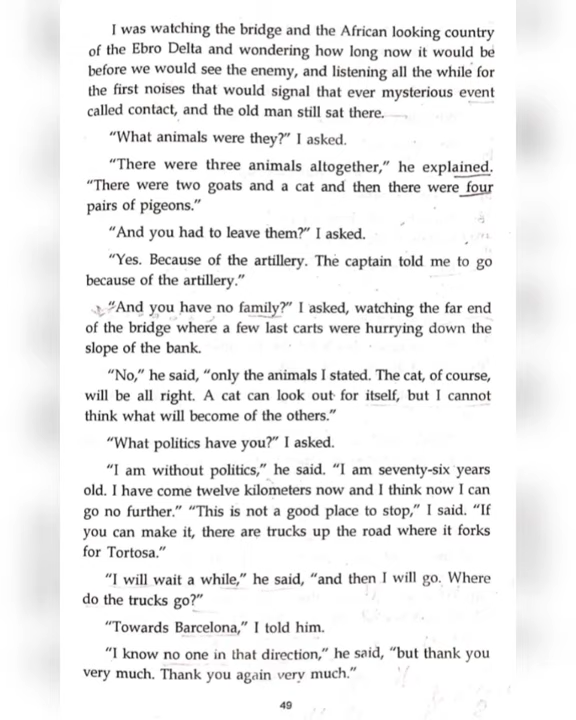 I was watching the bridge and the African looking country
of the Ebro Delta and wondering how long now it would be
before we would see the enemy, and listening all the while for
the first noises that would signal that ever mysterious event
called contact, and the old man still sat there.
“What animals were they?” I asked.
“There were three animals altogether,” he explained.
“There were two goats and a cat and then there were four
pairs of pigeons.”
“And you had to leave them?” I asked.
“Yes. Because of the artillery. The captain told me to go
because of the artillery.”
“And you have no family?” I asked, watching the far end
of the bridge where a few last carts were hurrying down the
slope of the bank.
“No,” he said, “only the animals I stated. The cat, of course,
will be all right. A cat can look out for itself, but I cannot
think what will become of the others.”
“What politics have you?” I asked.
“I am without politics,” he said. “I am seventy-six years
old. I have come twelve kilometers now and I think now I can
go no further.” “This is not a good place to stop,” I said. “If
you can make it, there are trucks up the road where it forks
for Tortosa.”
“I will wait a while,” he said, “and then I will go. Where
do the trucks go?”
“Towards Barcelona,” I told him.
“I know no one in that direction,” he said, “but thank you
very much. Thank you again very much.”
49